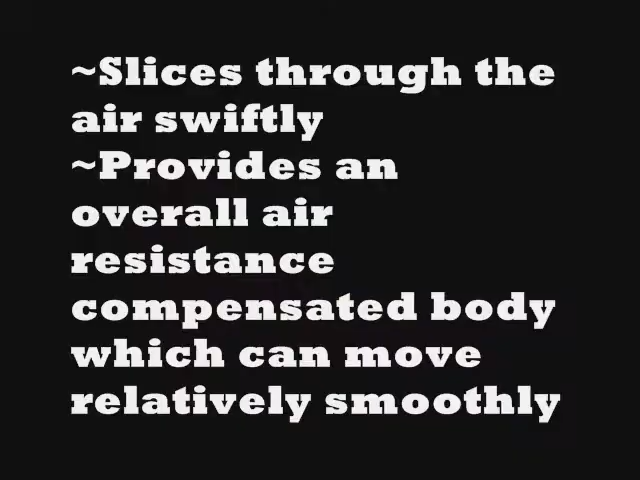 ~Slices through the
air swiftly
~Provides an
overall air
resistance
compensated body
which can move
relatively smoothly